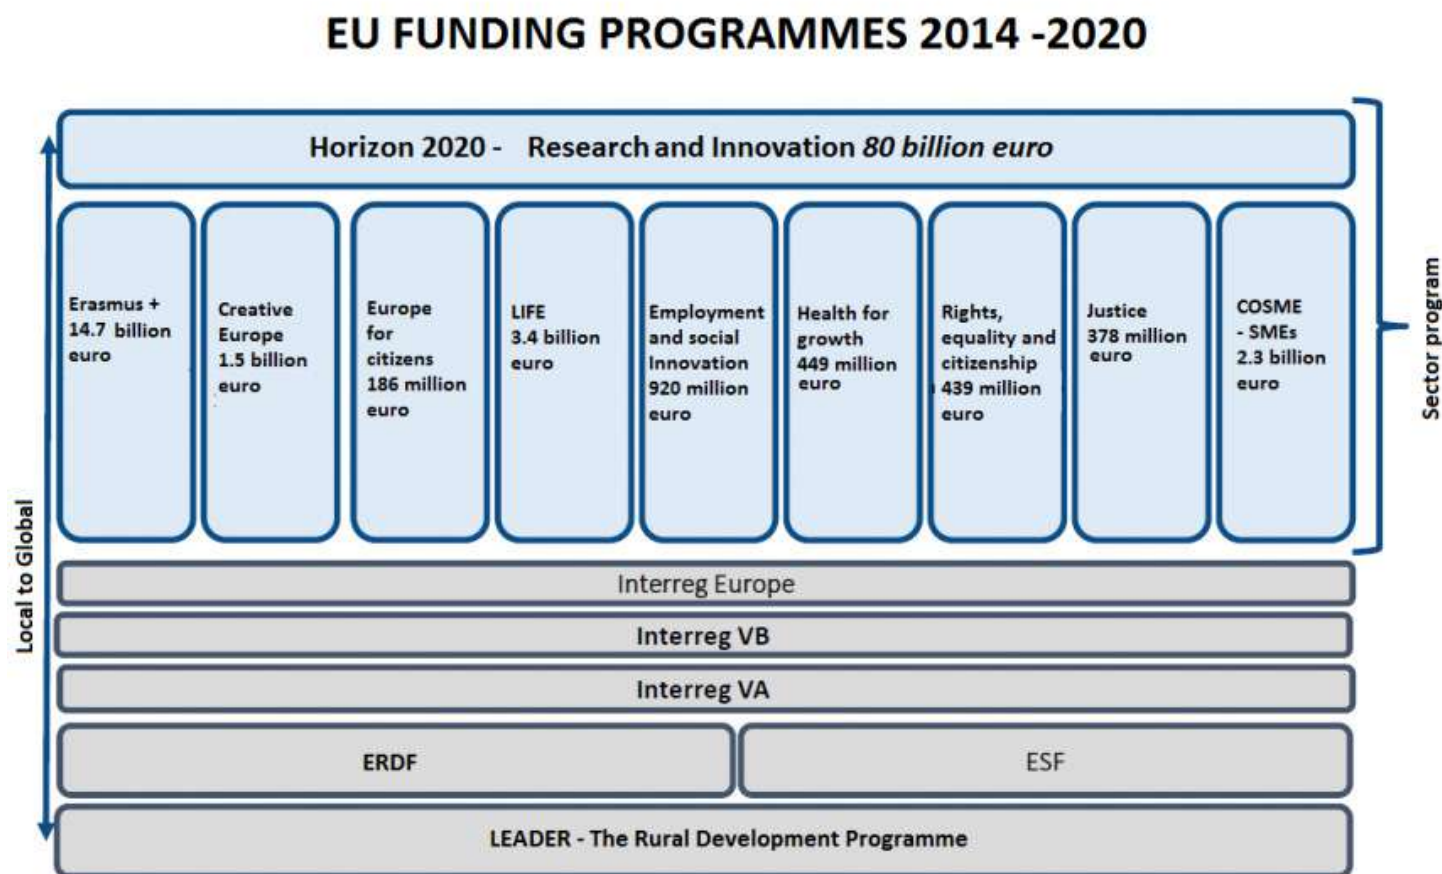 EU FUNDING PROGRAMMES 2014 -2020
Horizon 2020 - Research and Innovation 80 billion euro
Erasmus +
14.7 billion
euro
Creative
Europe
1.5 billion
euro
Europe
for
citizens
186 million
euro
LIFE
3.4 billion
euro
Employment
and social
Innovation
920 million
euro
Health for
growth
449 million
euro
Rights,
equality and
citizenship
439 million
euro
Justice
378 million
euro
COSME
- SMEs
2.3 billion
euro
Sector program
Local to Global
Interreg Europe
Interreg VB
Interreg VA
ERDF
ESF
LEADER - The Rural Development Programme